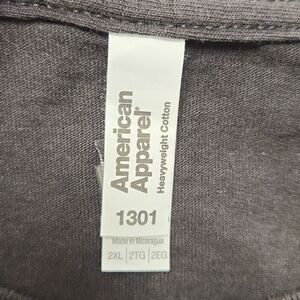 American
Apparel®
Heavyweight Cotton
1301
Made in Nicaragua
2XL | 2TG | 2EG